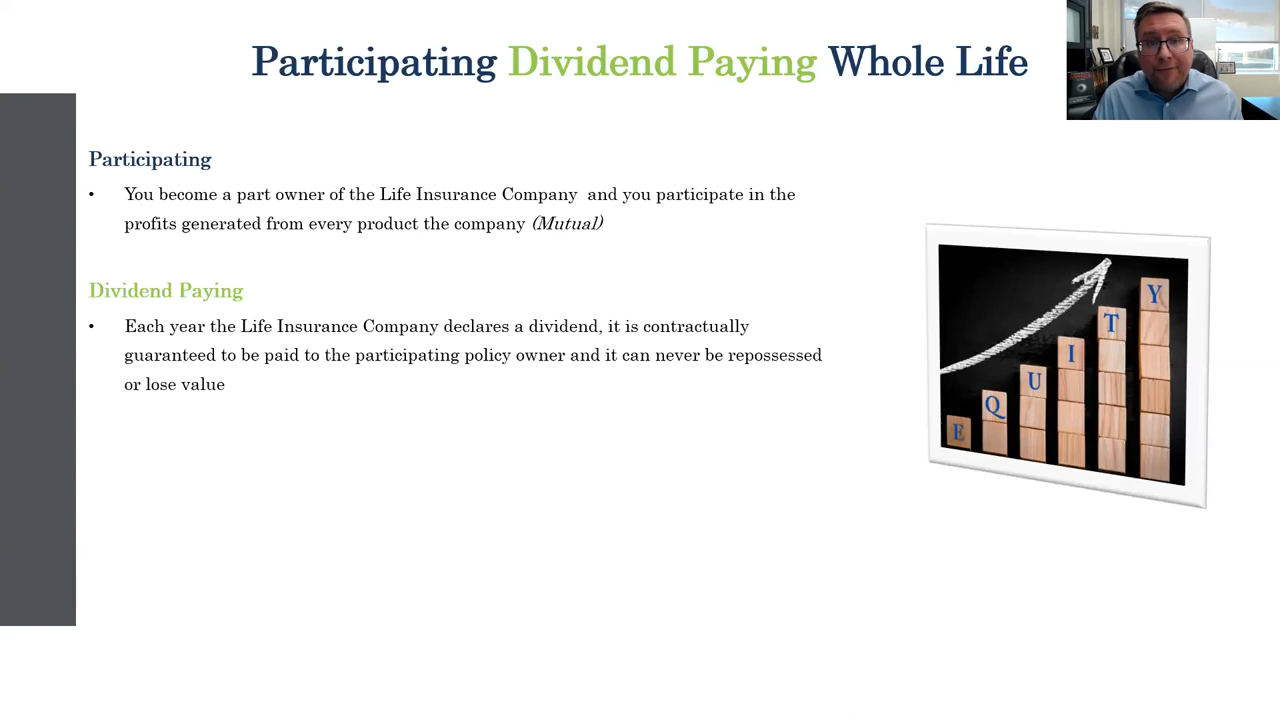 Participating Dividend Paying Whole Life
Participating
• You become a part owner of the Life Insurance Company  and you participate in the
profits generated from every product the company (Mutual)
Dividend Paying
• Each year the Life Insurance Company declares a dividend, it is contractually
guaranteed to be paid to the participating policy owner and it can never be repossessed
or lose value
E Q U I T Y